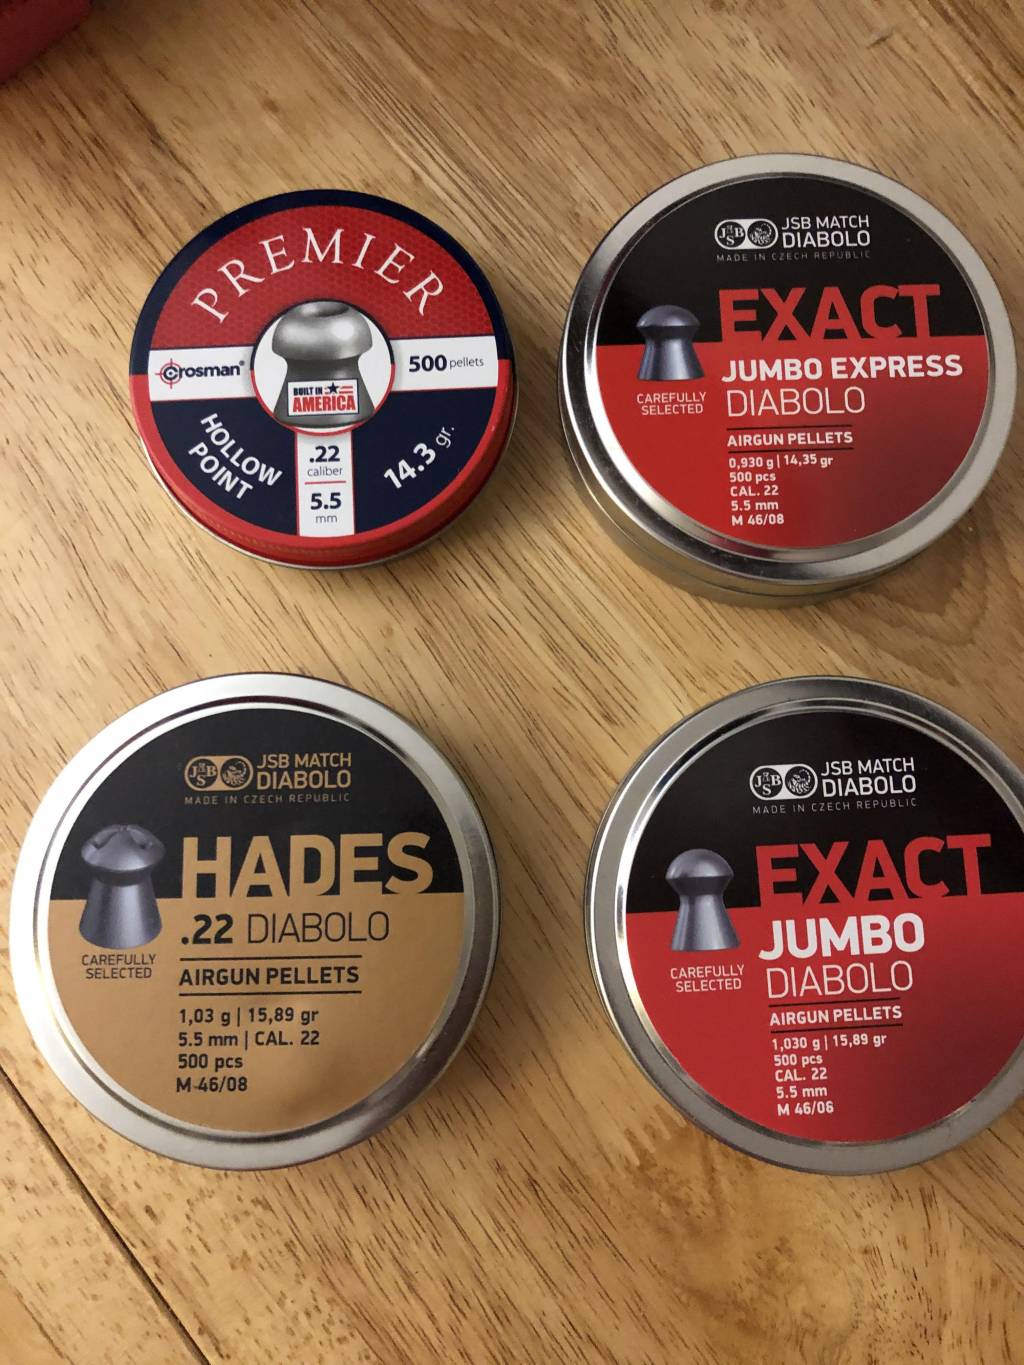 PREMIER
crosman®
500 pellets
BUILT IN
AMERICA
HOLLOW
POINT
.22
caliber
5.5
mm
14.3 gr.
JSB
JSB MATCH
DIABOLO
MADE IN CZECH REPUBLIC
EXACT
JUMBO EXPRESS
DIABOLO
CAREFULLY
SELECTED
AIRGUN PELLETS
0,930 g | 14,35 gr
500 pcs
CAL. 22
5.5 mm
M 46/08
JSB
JSB MATCH
DIABOLO
MADE IN CZECH REPUBLIC
HADES
.22 DIABOLO
CAREFULLY
SELECTED
AIRGUN PELLETS
1,03 g | 15,89 gr
5.5 mm | CAL. 22
500 pcs
M 46/08
JSB
JSB MATCH
DIABOLO
MADE IN CZECH REPUBLIC
EXACT
JUMBO
DIABOLO
CAREFULLY
SELECTED
AIRGUN PELLETS
1,030 g | 15,89 gr
500 pcs
CAL. 22
5.5 mm
M 46/08